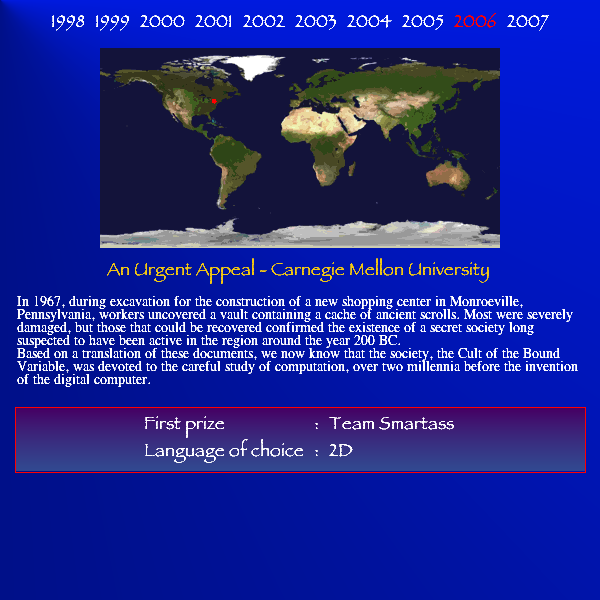 1998 1999 2000 2001 2002 2003 2004 2005 2006 2007
An Urgent Appeal - Carnegie Mellon University
In 1967, during excavation for the construction of a new shopping center in Monroeville,
Pennsylvania, workers uncovered a vault containing a cache of ancient scrolls. Most were severely
damaged, but those that could be recovered confirmed the existence of a secret society long
suspected to have been active in the region around the year 200 BC.
Based on a translation of these documents, we now know that the society, the Cult of the Bound
Variable, was devoted to the careful study of computation, over two millennia before the invention
of the digital computer.
First prize : Team Smartass
Language of choice : 2D